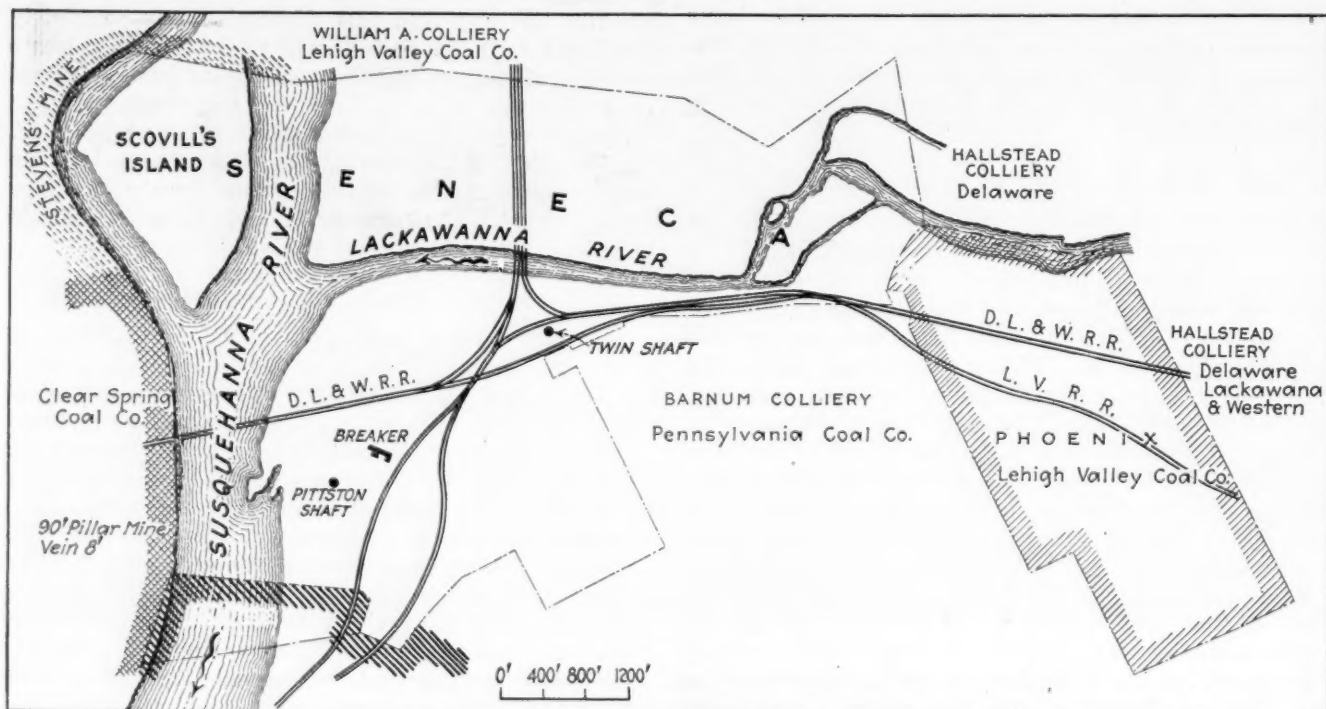 WILLIAM A. COLLIERY
Lehigh Valley Coal Co.
STEVENS' MINE
SCOVILL'S
ISLAND
SENECA
HALLSTEAD
COLLIERY
Delaware
SUSQUEHANNA RIVER
LACKAWANNA RIVER
TWIN SHAFT
D. L. & W. R. R.
D. L. & W. R. R.
HALLSTEAD
COLLIERY
Delaware
Lackawana
& Western
L. V. R. R.
Clear Spring
Coal Co.
BARNUM COLLIERY
Pennsylvania Coal Co.
BREAKER
PHOENIX
Lehigh Valley Coal Co.
PITTSTON
SHAFT
90' Pillar Mine
Vein 8'
0' 400' 800' 1200'